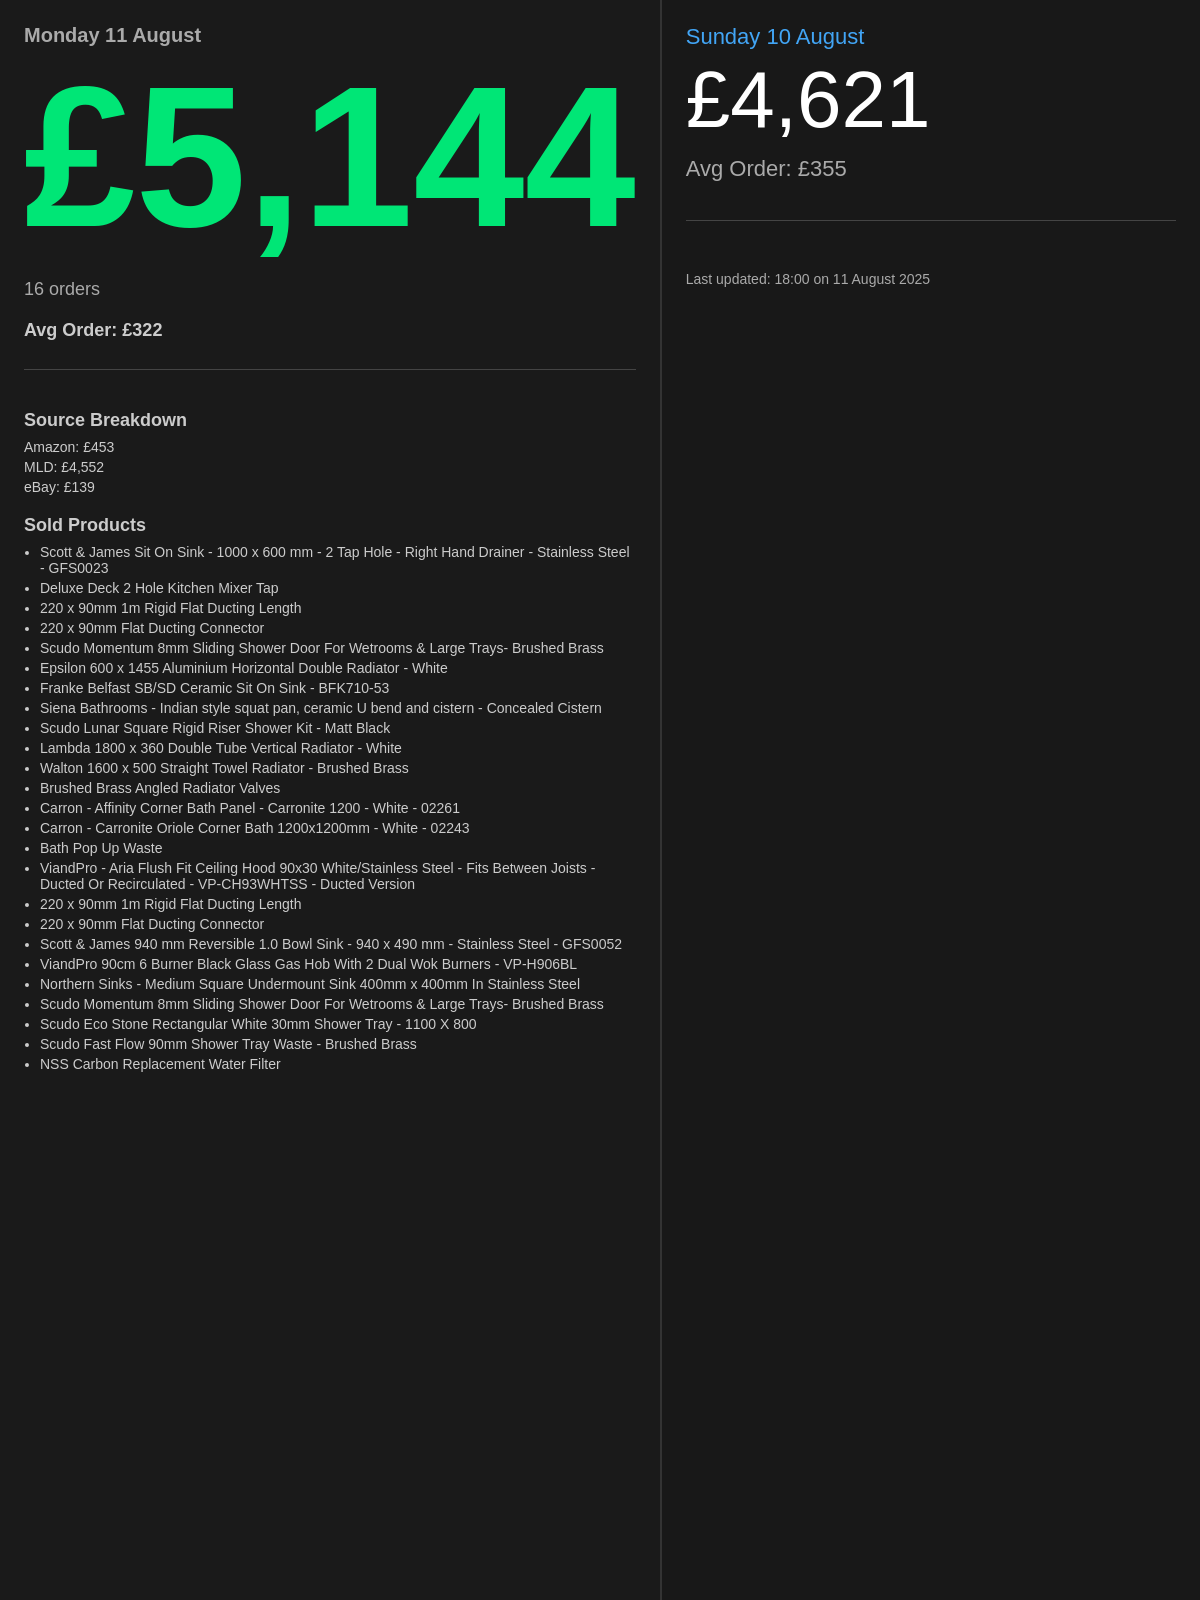 Monday 11 August
£5,144
16 orders
Avg Order: £322
Source Breakdown
Amazon: £453
MLD: £4,552
eBay: £139
Sold Products
• Scott & James Sit On Sink - 1000 x 600 mm - 2 Tap Hole - Right Hand Drainer - Stainless Steel
- GFS0023
• Deluxe Deck 2 Hole Kitchen Mixer Tap
• 220 x 90mm 1m Rigid Flat Ducting Length
• 220 x 90mm Flat Ducting Connector
• Scudo Momentum 8mm Sliding Shower Door For Wetrooms & Large Trays- Brushed Brass
• Epsilon 600 x 1455 Aluminium Horizontal Double Radiator - White
• Franke Belfast SB/SD Ceramic Sit On Sink - BFK710-53
• Siena Bathrooms - Indian style squat pan, ceramic U bend and cistern - Concealed Cistern
• Scudo Lunar Square Rigid Riser Shower Kit - Matt Black
• Lambda 1800 x 360 Double Tube Vertical Radiator - White
• Walton 1600 x 500 Straight Towel Radiator - Brushed Brass
• Brushed Brass Angled Radiator Valves
• Carron - Affinity Corner Bath Panel - Carronite 1200 - White - 02261
• Carron - Carronite Oriole Corner Bath 1200x1200mm - White - 02243
• Bath Pop Up Waste
• ViandPro - Aria Flush Fit Ceiling Hood 90x30 White/Stainless Steel - Fits Between Joists -
Ducted Or Recirculated - VP-CH93WHTSS - Ducted Version
• 220 x 90mm 1m Rigid Flat Ducting Length
• 220 x 90mm Flat Ducting Connector
• Scott & James 940 mm Reversible 1.0 Bowl Sink - 940 x 490 mm - Stainless Steel - GFS0052
• ViandPro 90cm 6 Burner Black Glass Gas Hob With 2 Dual Wok Burners - VP-H906BL
• Northern Sinks - Medium Square Undermount Sink 400mm x 400mm In Stainless Steel
• Scudo Momentum 8mm Sliding Shower Door For Wetrooms & Large Trays- Brushed Brass
• Scudo Eco Stone Rectangular White 30mm Shower Tray - 1100 X 800
• Scudo Fast Flow 90mm Shower Tray Waste - Brushed Brass
• NSS Carbon Replacement Water Filter
Sunday 10 August
£4,621
Avg Order: £355
Last updated: 18:00 on 11 August 2025